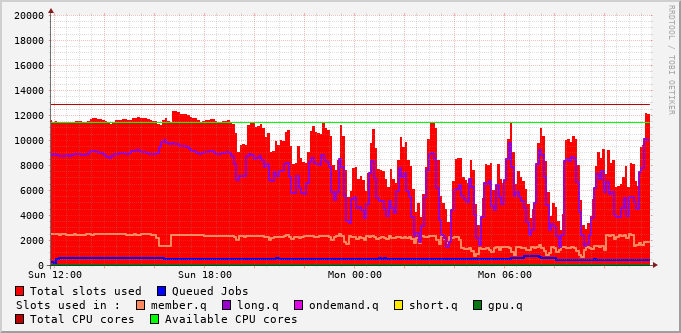 20000
18000
16000
14000
12000
10000
8000
6000
4000
2000
0
Sun 12:00 Sun 18:00 Mon 00:00 Mon 06:00
RRDTOOL / TOBI OETIKER
Total slots used Queued Jobs
Slots used in : member.q long.q ondemand.q short.q gpu.q
Total CPU cores Available CPU cores